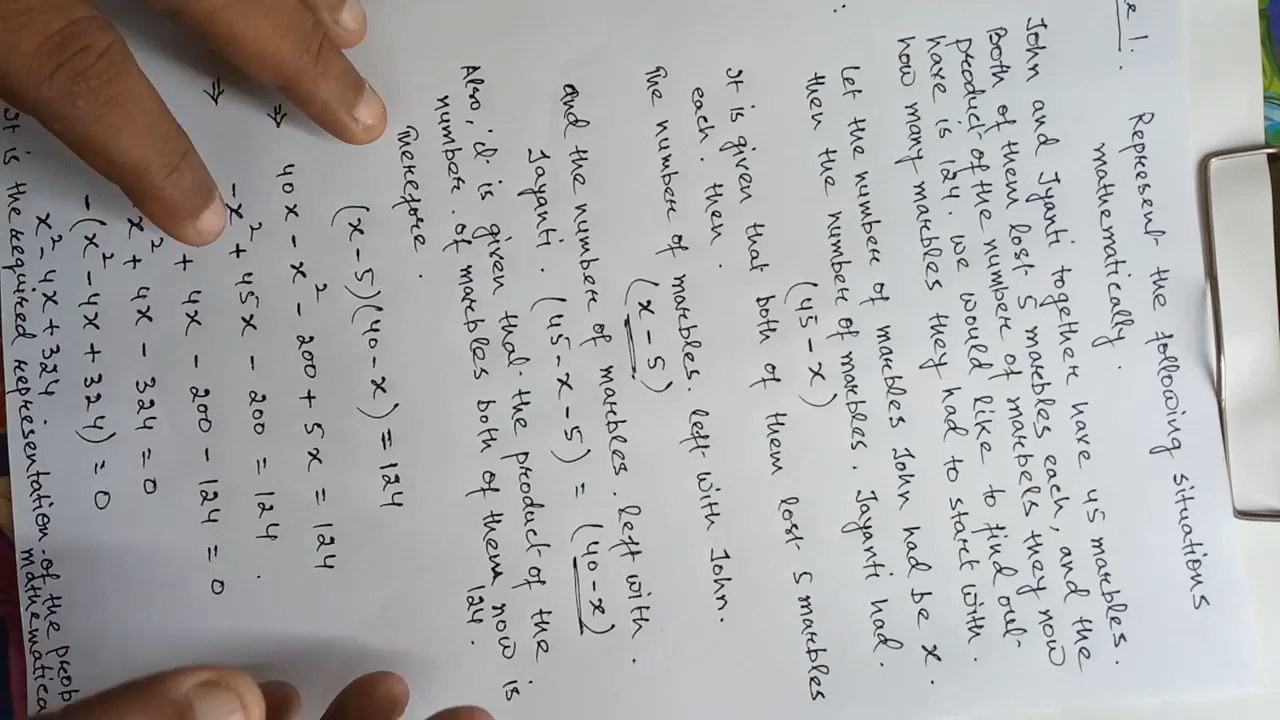 e 1.
Represent the following situations
mathematically.
John and Jyanti together have 45 marbles.
Both of them lost 5 marbles each, and the
product of the number of marbels they now
have is 124. we would like to find out
how many marbles they had to start with.
:
Let the number of marbles John had be x.
then the number of marbles. Jayanti had.
(45 - x)
It is given that both of them lost 5 marbles
each. then.
The number of marbles. left with John.
(x - 5)
and the number of marbles. left with.
Jayanti. (45 - x - 5) = (40 - x)
Also, it is given that the product of the
number. of marbles both of them now is
124.
Therefore.
(x - 5)(40 - x) = 124
⇒ 40x - x² - 200 + 5x = 124
⇒ -x² + 45x - 200 = 124.
+ 4x - 200 - 124 = 0
x² + 4x - 324 = 0
-(x² - 4x + 324) = 0
x² - 4x + 324.
It is the required representation of the prob
mathematica